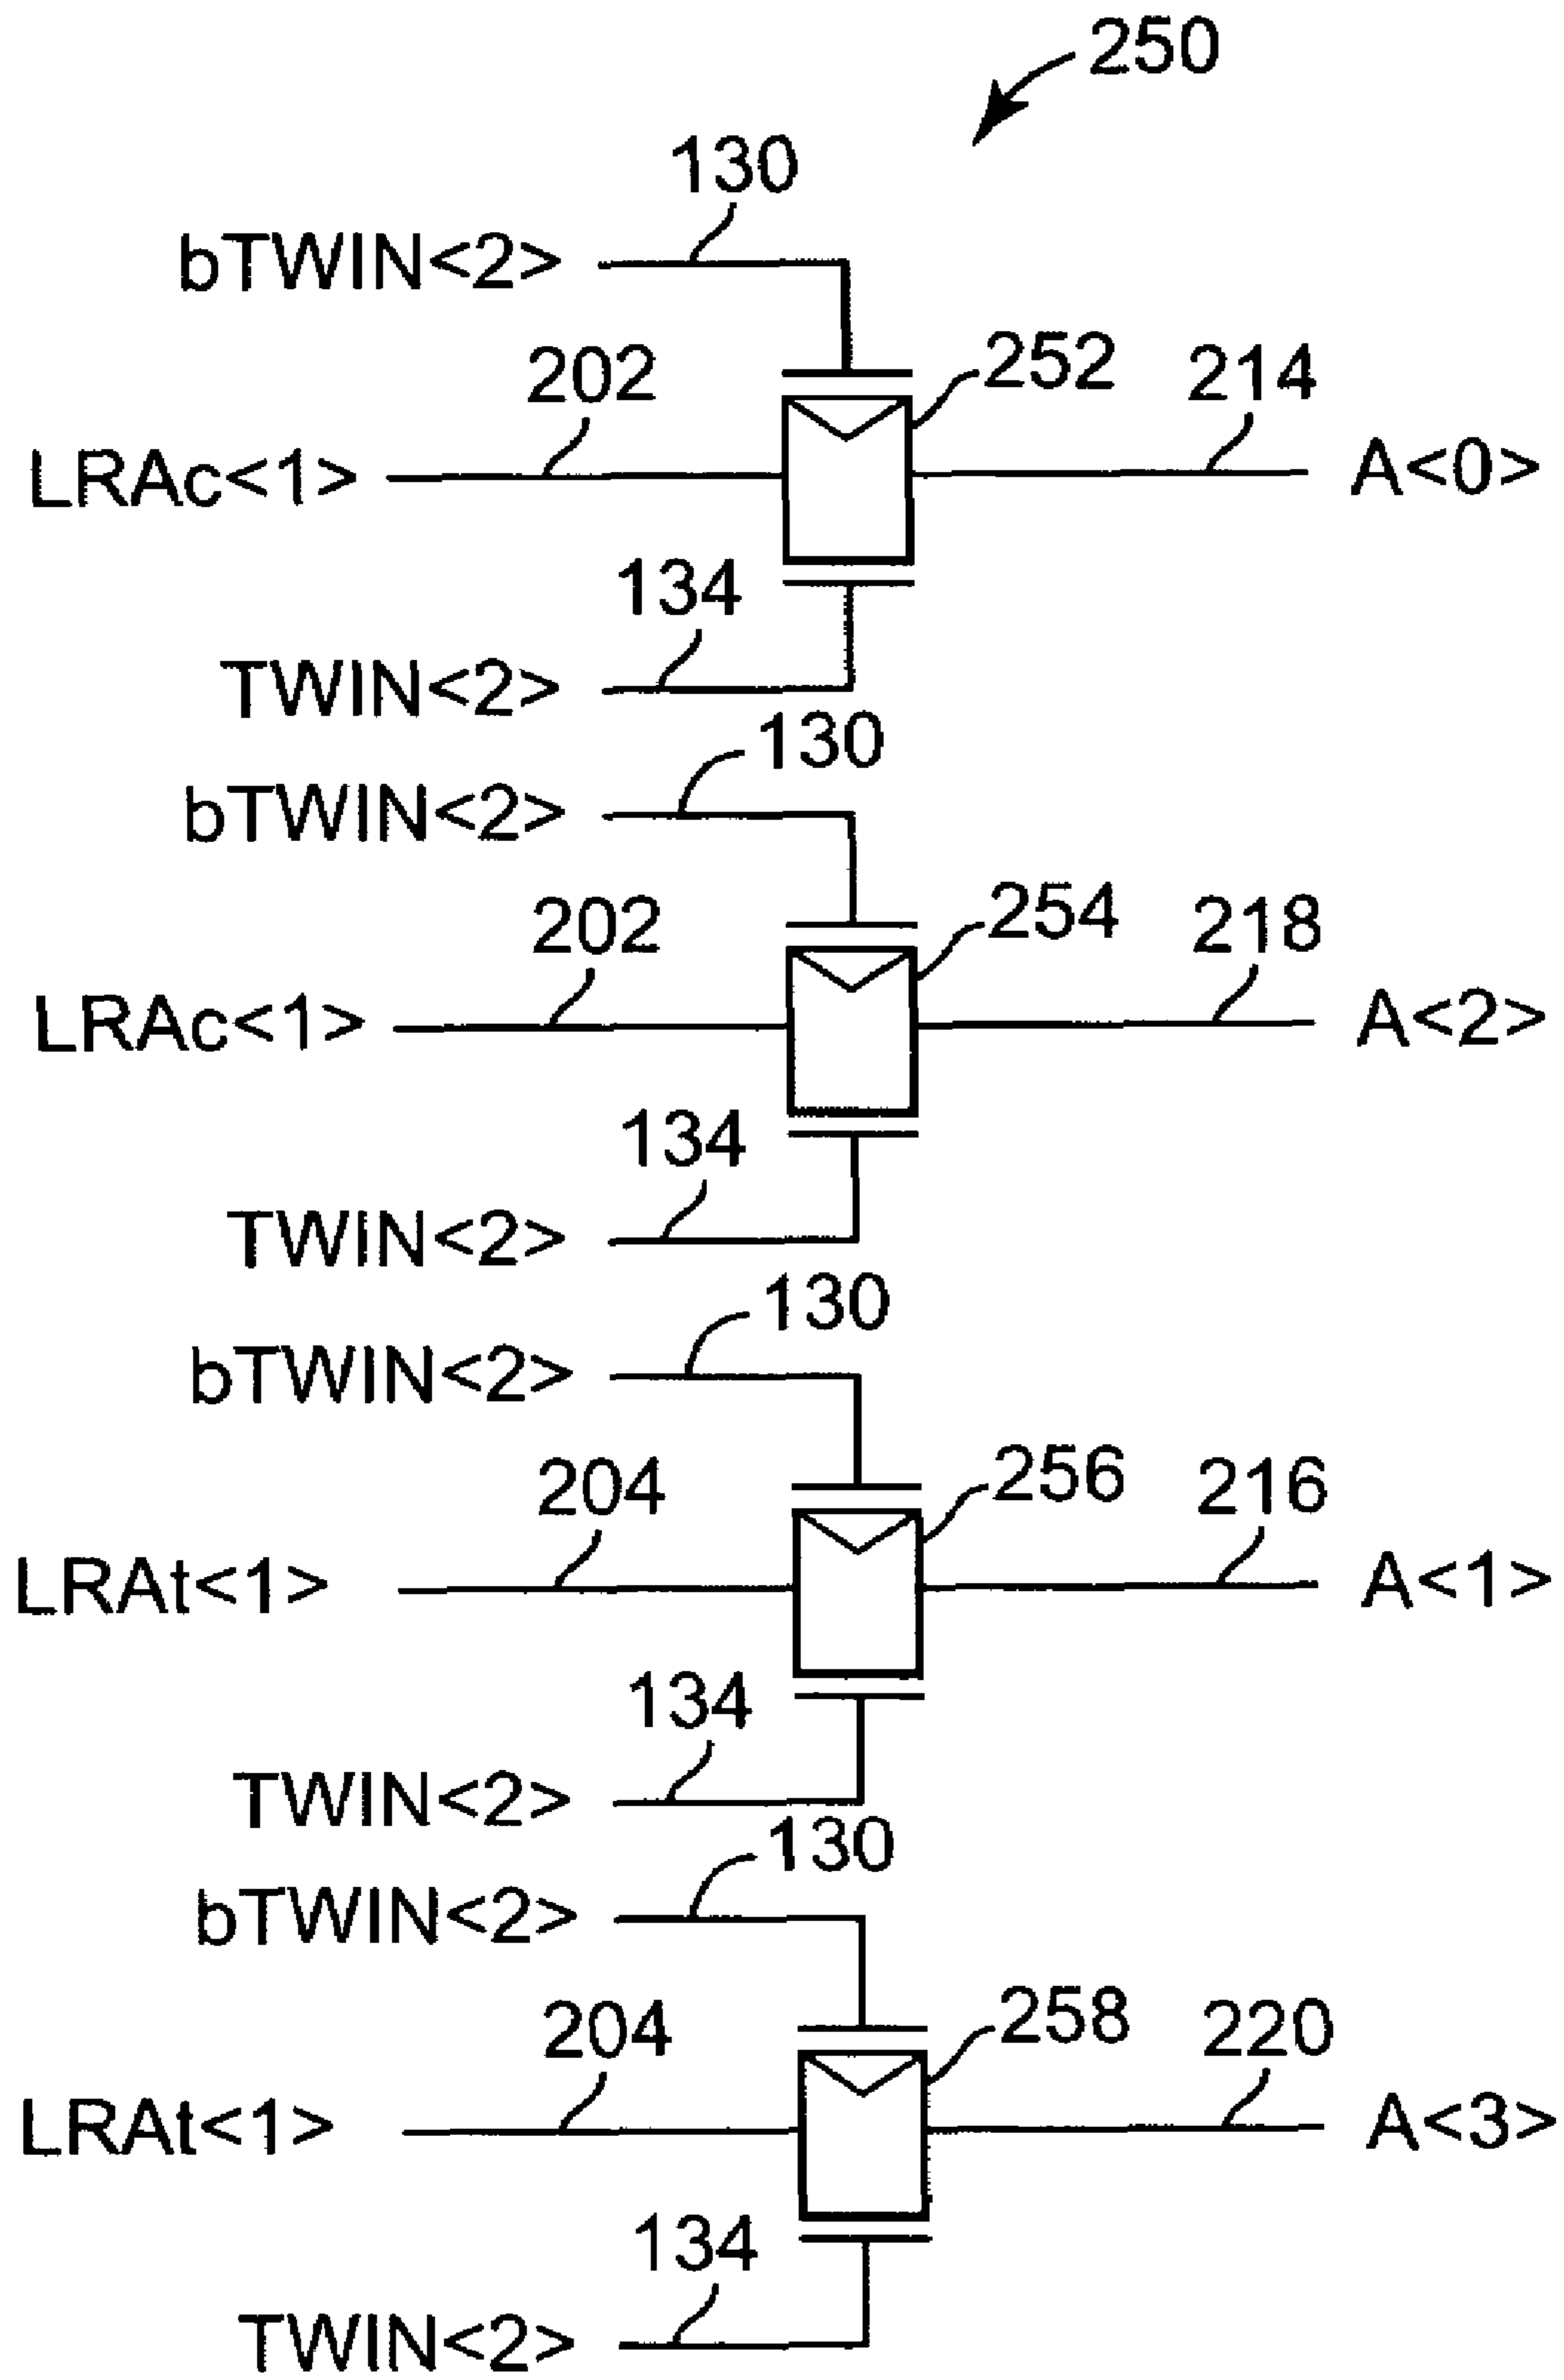 250
130
bTWIN<2>
202
252
214
LRAc<1>
A<0>
134
TWIN<2>
130
bTWIN<2>
202
254
218
LRAc<1>
A<2>
134
TWIN<2>
130
bTWIN<2>
204
256
216
LRAt<1>
A<1>
134
TWIN<2>
130
bTWIN<2>
204
258
220
LRAt<1>
A<3>
134
TWIN<2>